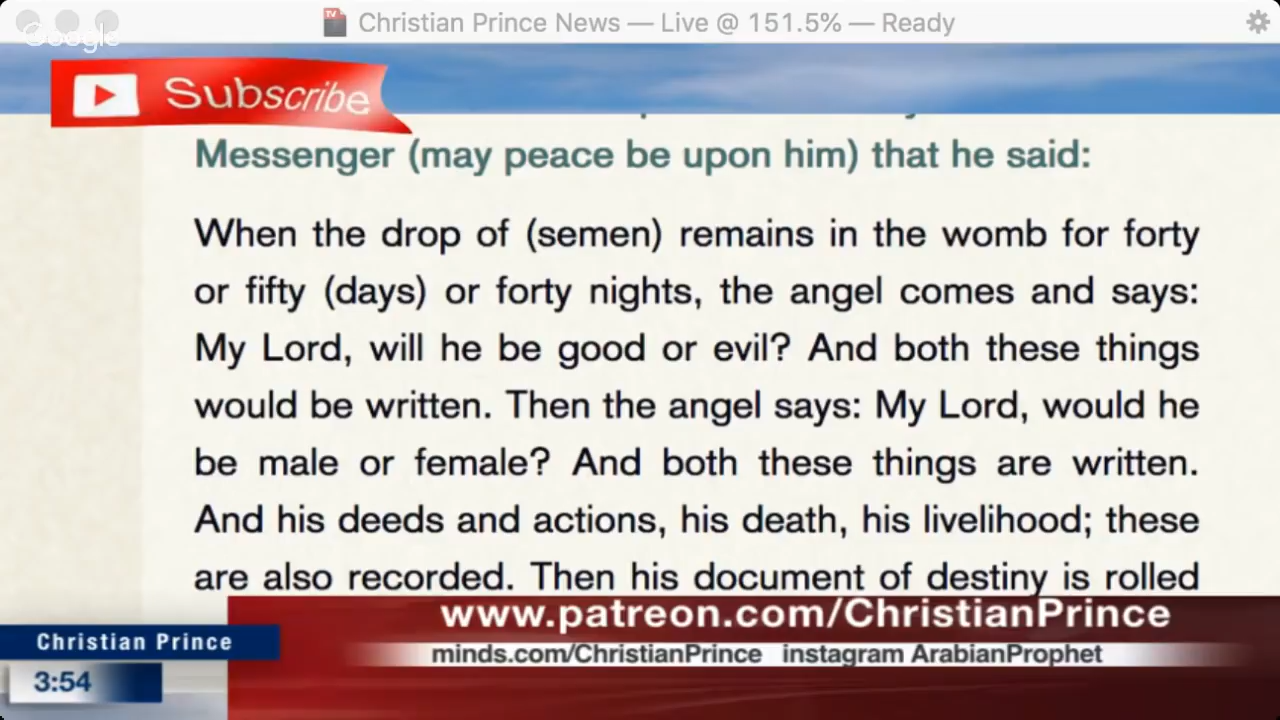 Christian Prince News — Live @ 151.5% — Ready
Google
Subscribe
Messenger (may peace be upon him) that he said:
When the drop of (semen) remains in the womb for forty
or fifty (days) or forty nights, the angel comes and says:
My Lord, will he be good or evil? And both these things
would be written. Then the angel says: My Lord, would he
be male or female? And both these things are written.
And his deeds and actions, his death, his livelihood; these
are also recorded. Then his document of destiny is rolled
www.patreon.com/ChristianPrince
Christian Prince
minds.com/ChristianPrince instagram ArabianProphet
3:54